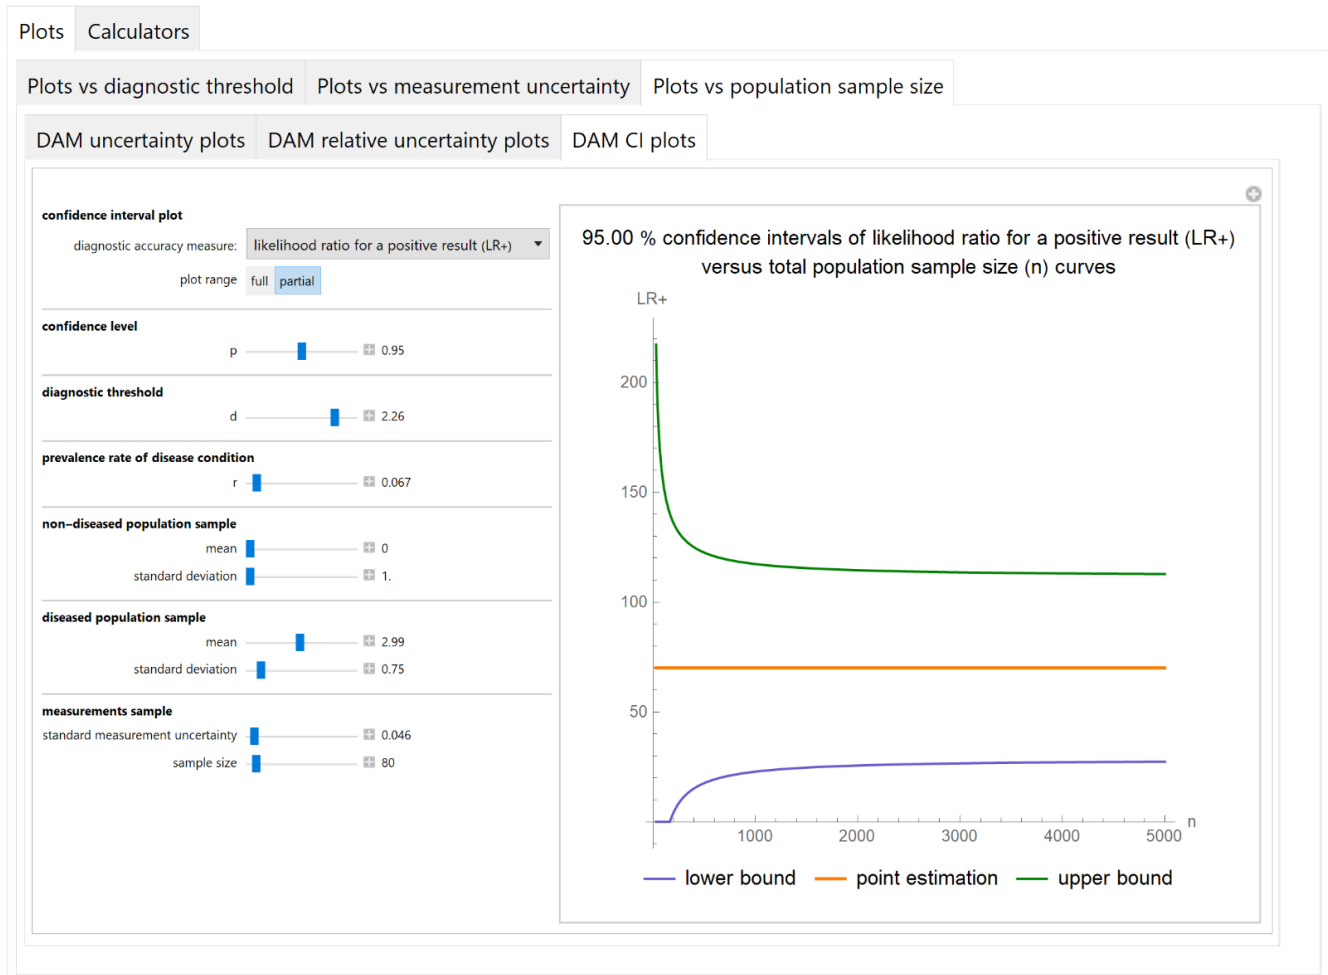 Plots Calculators
Plots vs diagnostic threshold Plots vs measurement uncertainty Plots vs population sample size
DAM uncertainty plots DAM relative uncertainty plots DAM CI plots
confidence interval plot
diagnostic accuracy measure: likelihood ratio for a positive result (LR+)
plot range full partial
confidence level
p 0.95
diagnostic threshold
d 2.26
prevalence rate of disease condition
r 0.067
non–diseased population sample
mean 0
standard deviation 1.
diseased population sample
mean 2.99
standard deviation 0.75
measurements sample
standard measurement uncertainty 0.046
sample size 80
95.00 % confidence intervals of likelihood ratio for a positive result (LR+)
versus total population sample size (n) curves
LR+
200
150
100
50
1000 2000 3000 4000 5000 n
lower bound point estimation upper bound